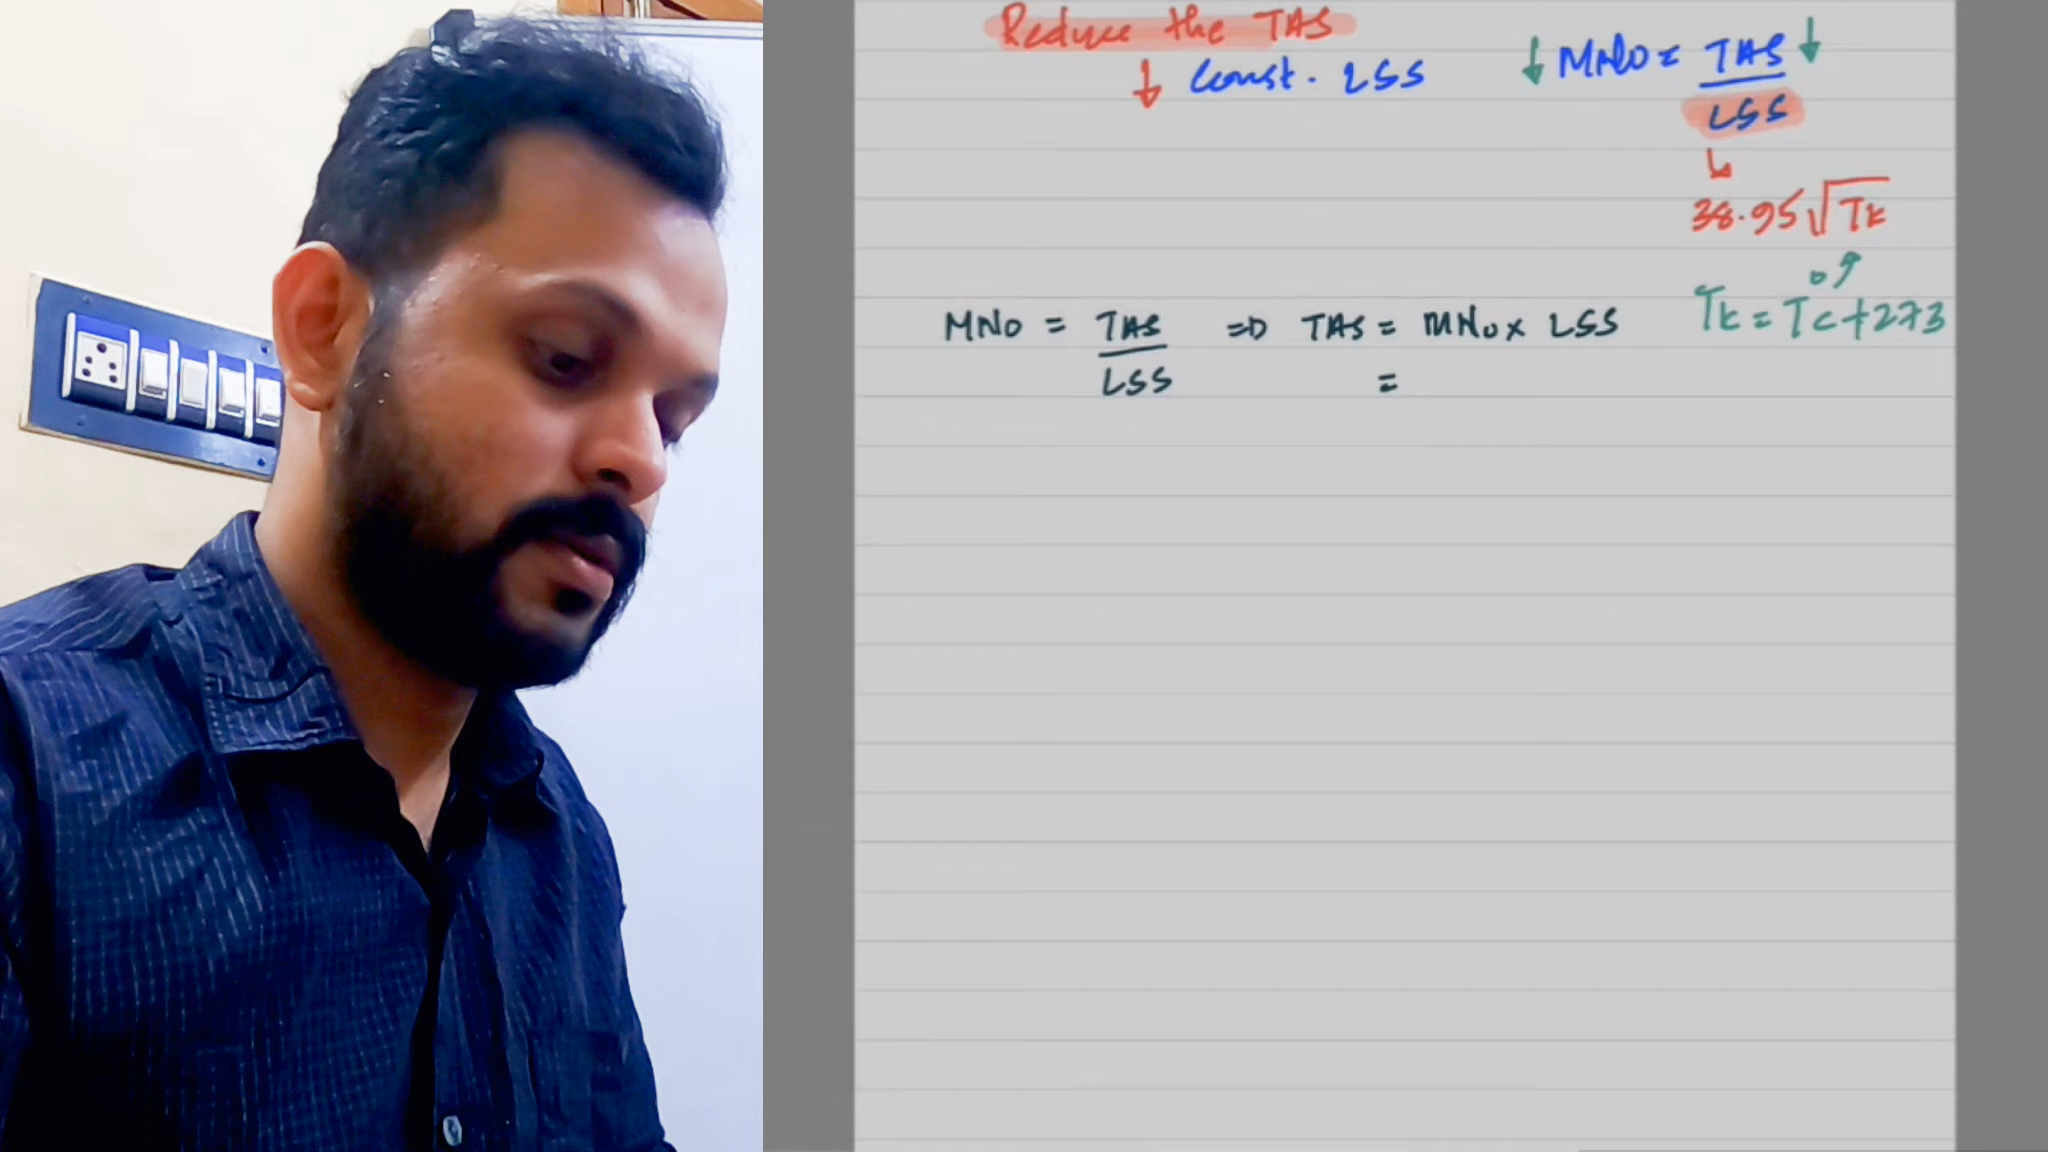 Reduce the TAS
↓ Const. LSS
↓ MNo = TAS ↓
LSS
↳
38.95√TK
TK = T°C + 273
MNO = TAS ⇒ TAS = MNO x LSS
LSS =